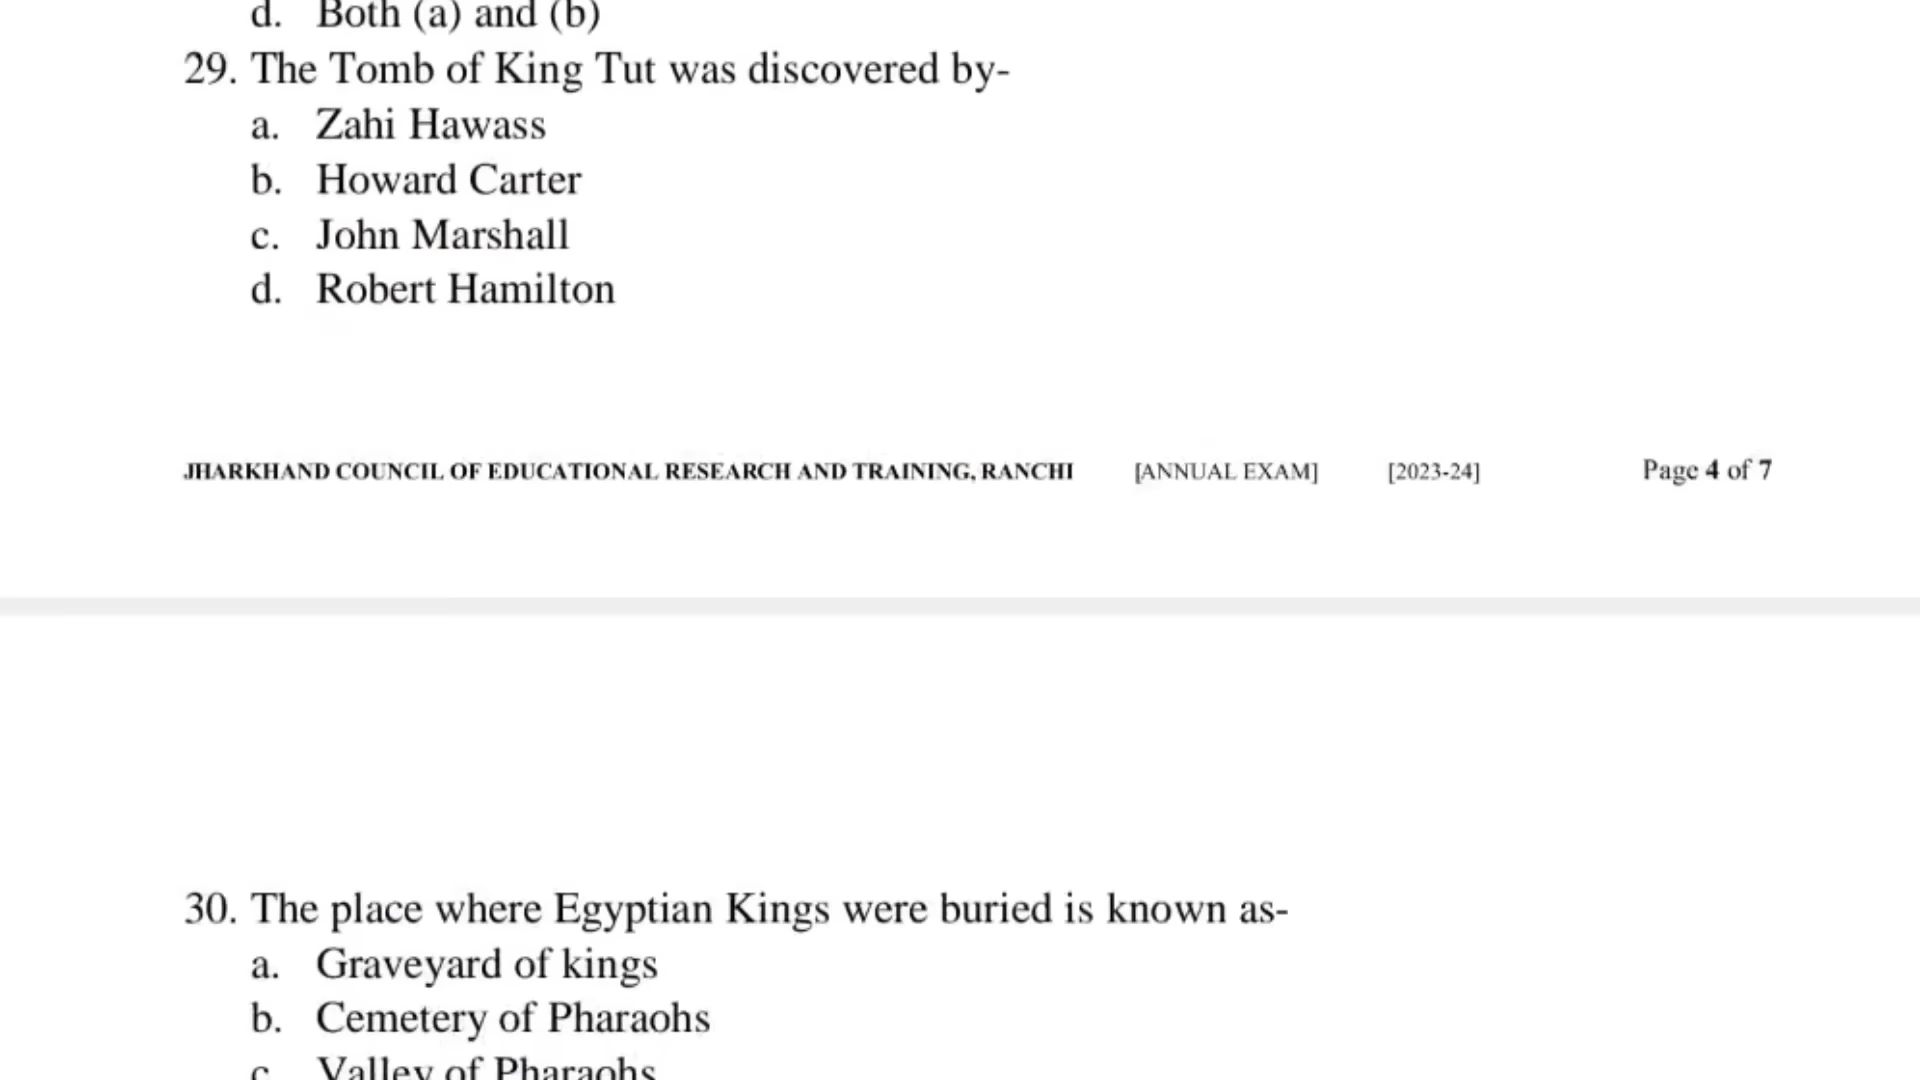 d. Both (a) and (b)
29. The Tomb of King Tut was discovered by-
a. Zahi Hawass
b. Howard Carter
c. John Marshall
d. Robert Hamilton
JHARKHAND COUNCIL OF EDUCATIONAL RESEARCH AND TRAINING, RANCHI [ANNUAL EXAM] [2023-24] Page 4 of 7
30. The place where Egyptian Kings were buried is known as-
a. Graveyard of kings
b. Cemetery of Pharaohs
c. Valley of Pharaohs